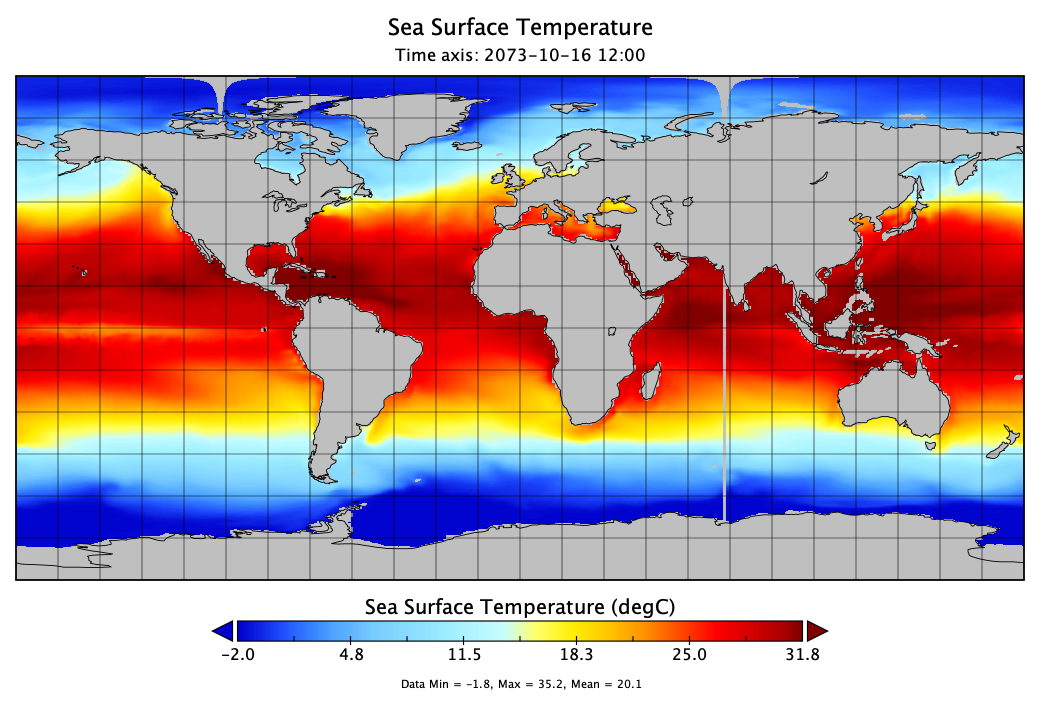 Sea Surface Temperature
Time axis: 2073-10-16 12:00
Sea Surface Temperature (degC)
-2.0 4.8 11.5 18.3 25.0 31.8
Data Min = -1.8, Max = 35.2, Mean = 20.1